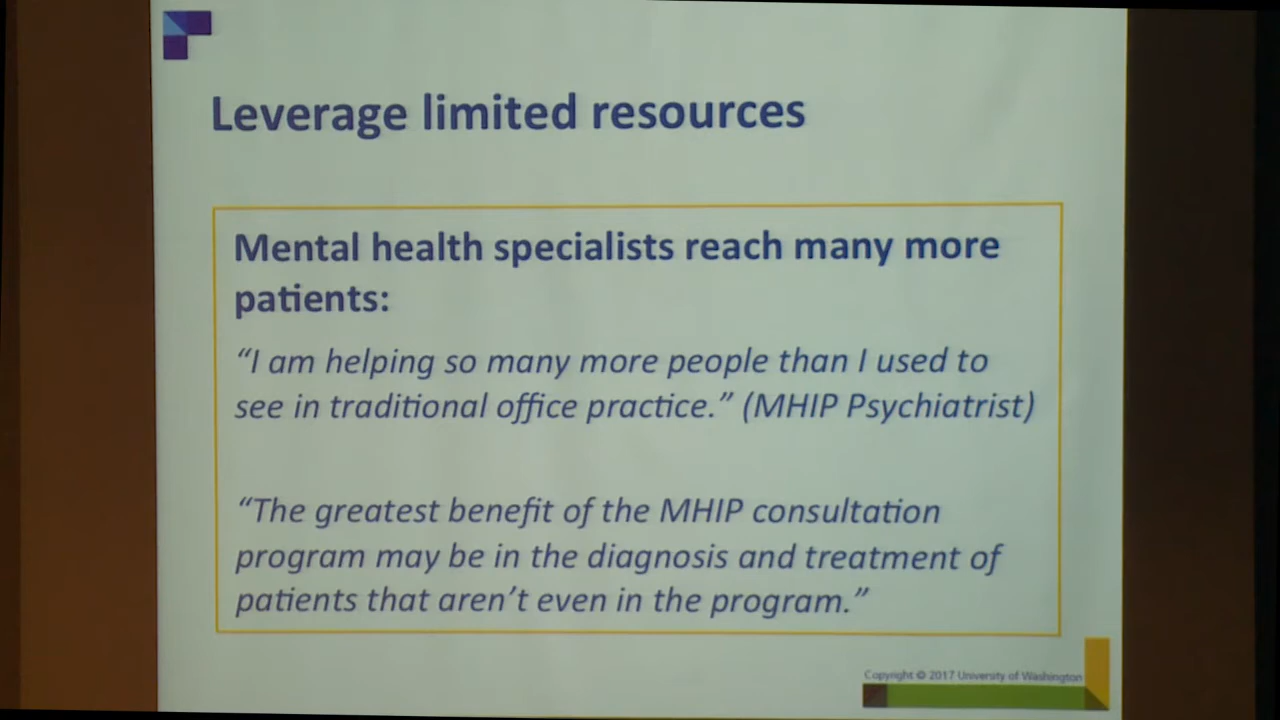 Leverage limited resources
Mental health specialists reach many more
patients:
“I am helping so many more people than I used to
see in traditional office practice.” (MHIP Psychiatrist)
“The greatest benefit of the MHIP consultation
program may be in the diagnosis and treatment of
patients that aren’t even in the program.”
Copyright © 2017 University of Washington